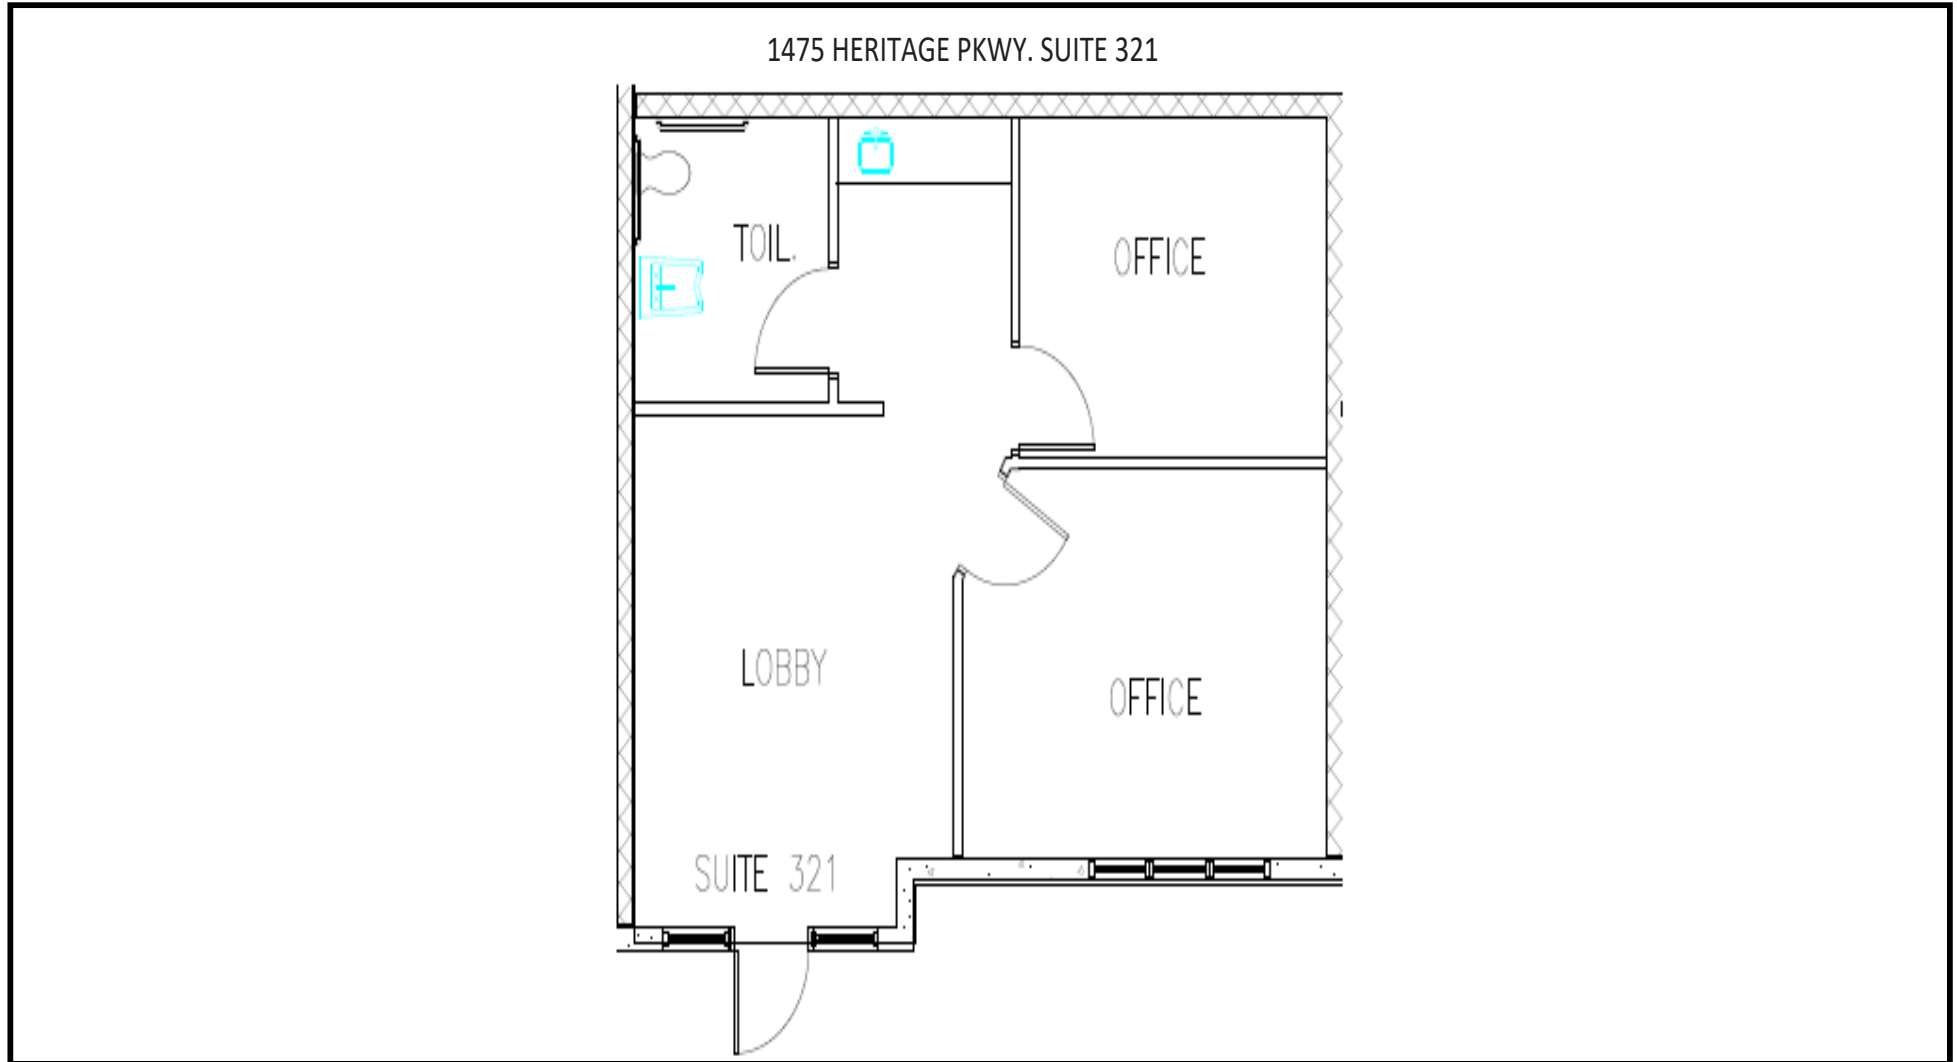 1475 HERITAGE PKWY. SUITE 321
TOIL.
OFFICE
LOBBY
OFFICE
SUITE 321